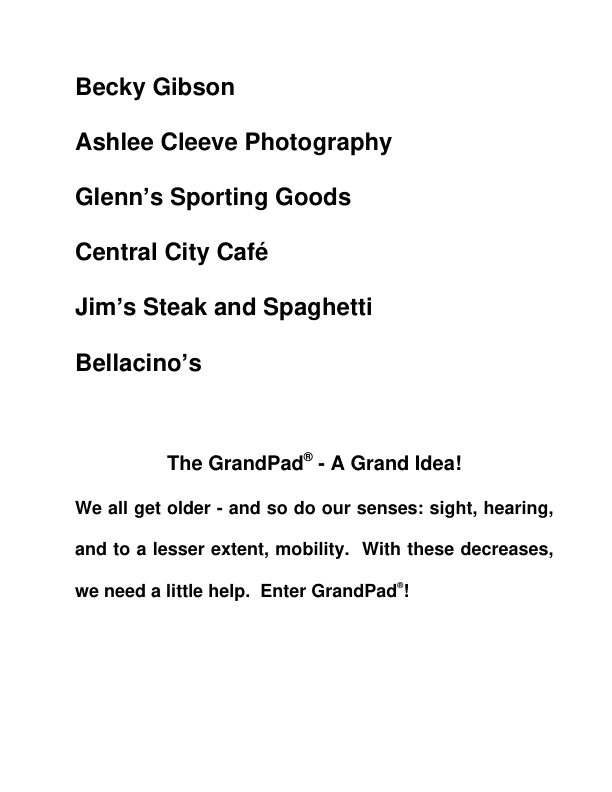 Becky Gibson
Ashlee Cleeve Photography
Glenn’s Sporting Goods
Central City Café
Jim’s Steak and Spaghetti
Bellacino’s
The GrandPad® - A Grand Idea!
We all get older - and so do our senses: sight, hearing,
and to a lesser extent, mobility.  With these decreases,
we need a little help.  Enter GrandPad®!